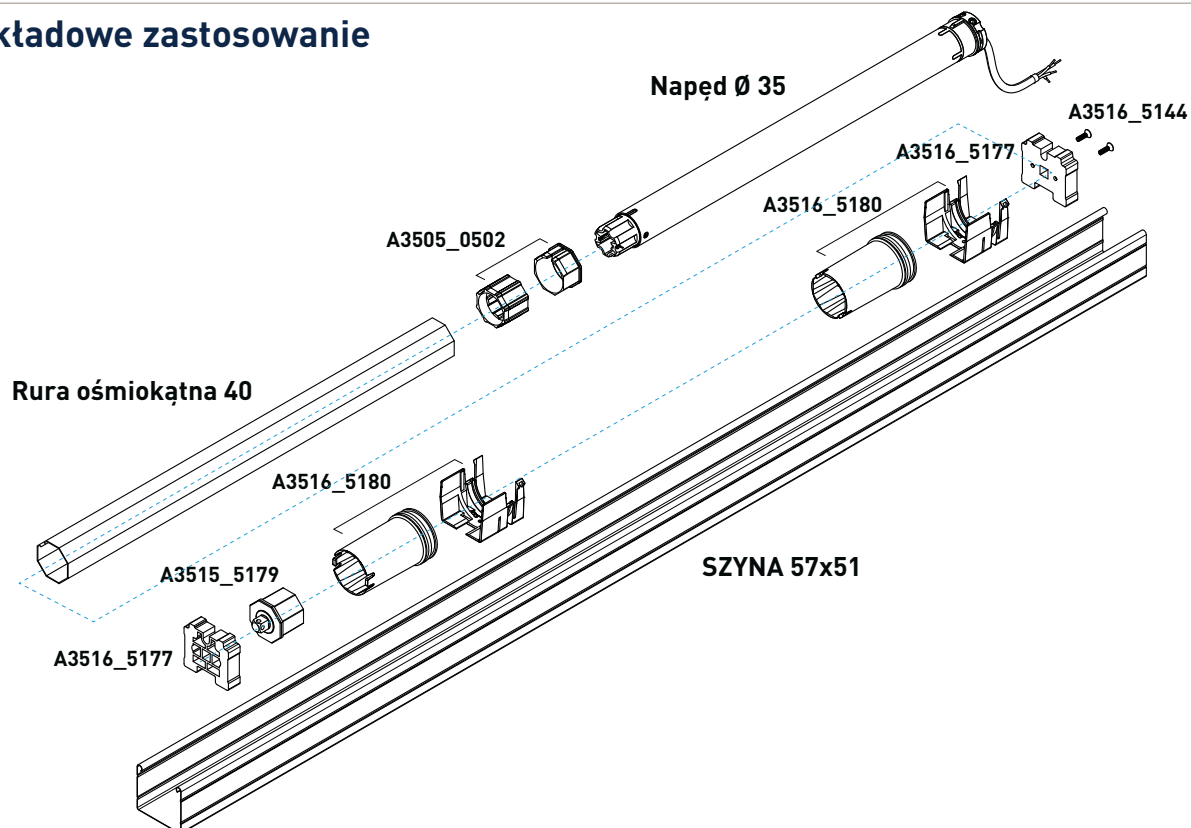 kładowe zastosowanie
Napęd Ø 35
A3516_5144
A3516_5177
A3516_5180
A3505_0502
Rura ośmiokątna 40
A3516_5180
SZYNA 57x51
A3515_5179
A3516_5177